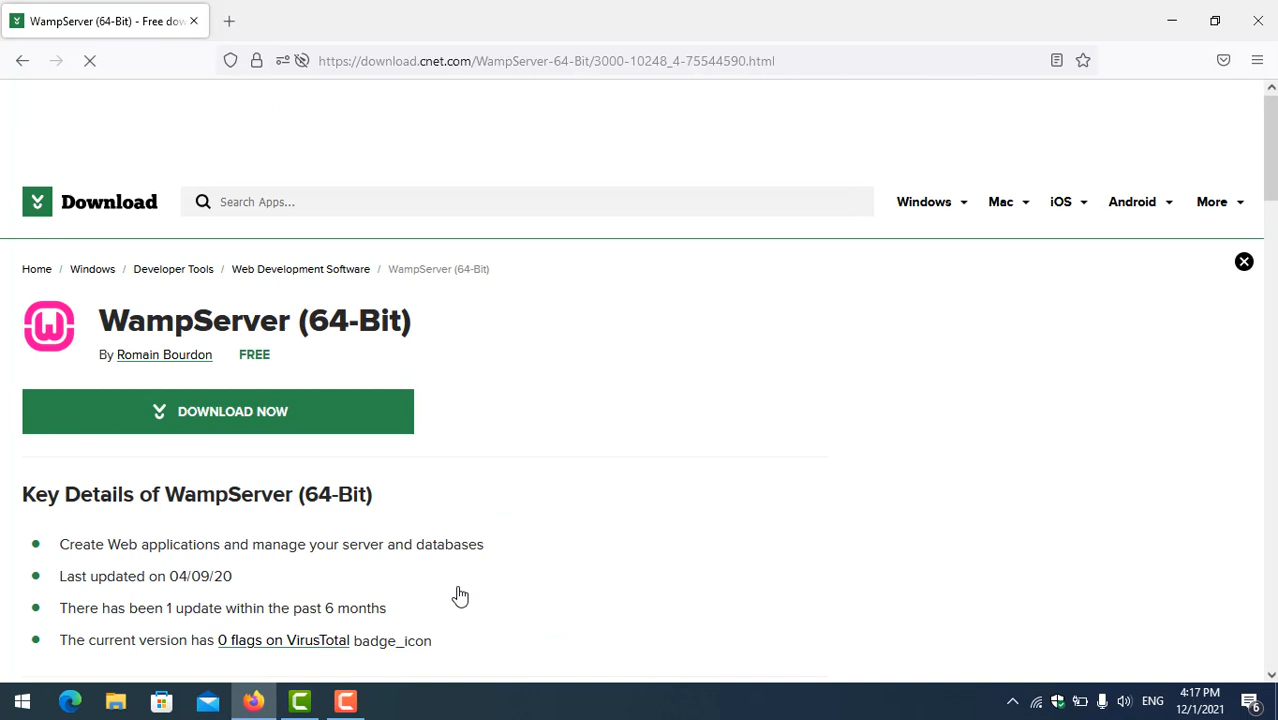 WampServer (64-Bit) - Free dow
https://download.cnet.com/WampServer-64-Bit/3000-10248_4-75544590.html
Download
Search Apps...
Windows
Mac
iOS
Android
More
Home / Windows / Developer Tools / Web Development Software / WampServer (64-Bit)
WampServer (64-Bit)
By Romain Bourdon FREE
DOWNLOAD NOW
Key Details of WampServer (64-Bit)
Create Web applications and manage your server and databases
Last updated on 04/09/20
There has been 1 update within the past 6 months
The current version has 0 flags on VirusTotal badge_icon
ENG
4:17 PM
12/1/2021
6